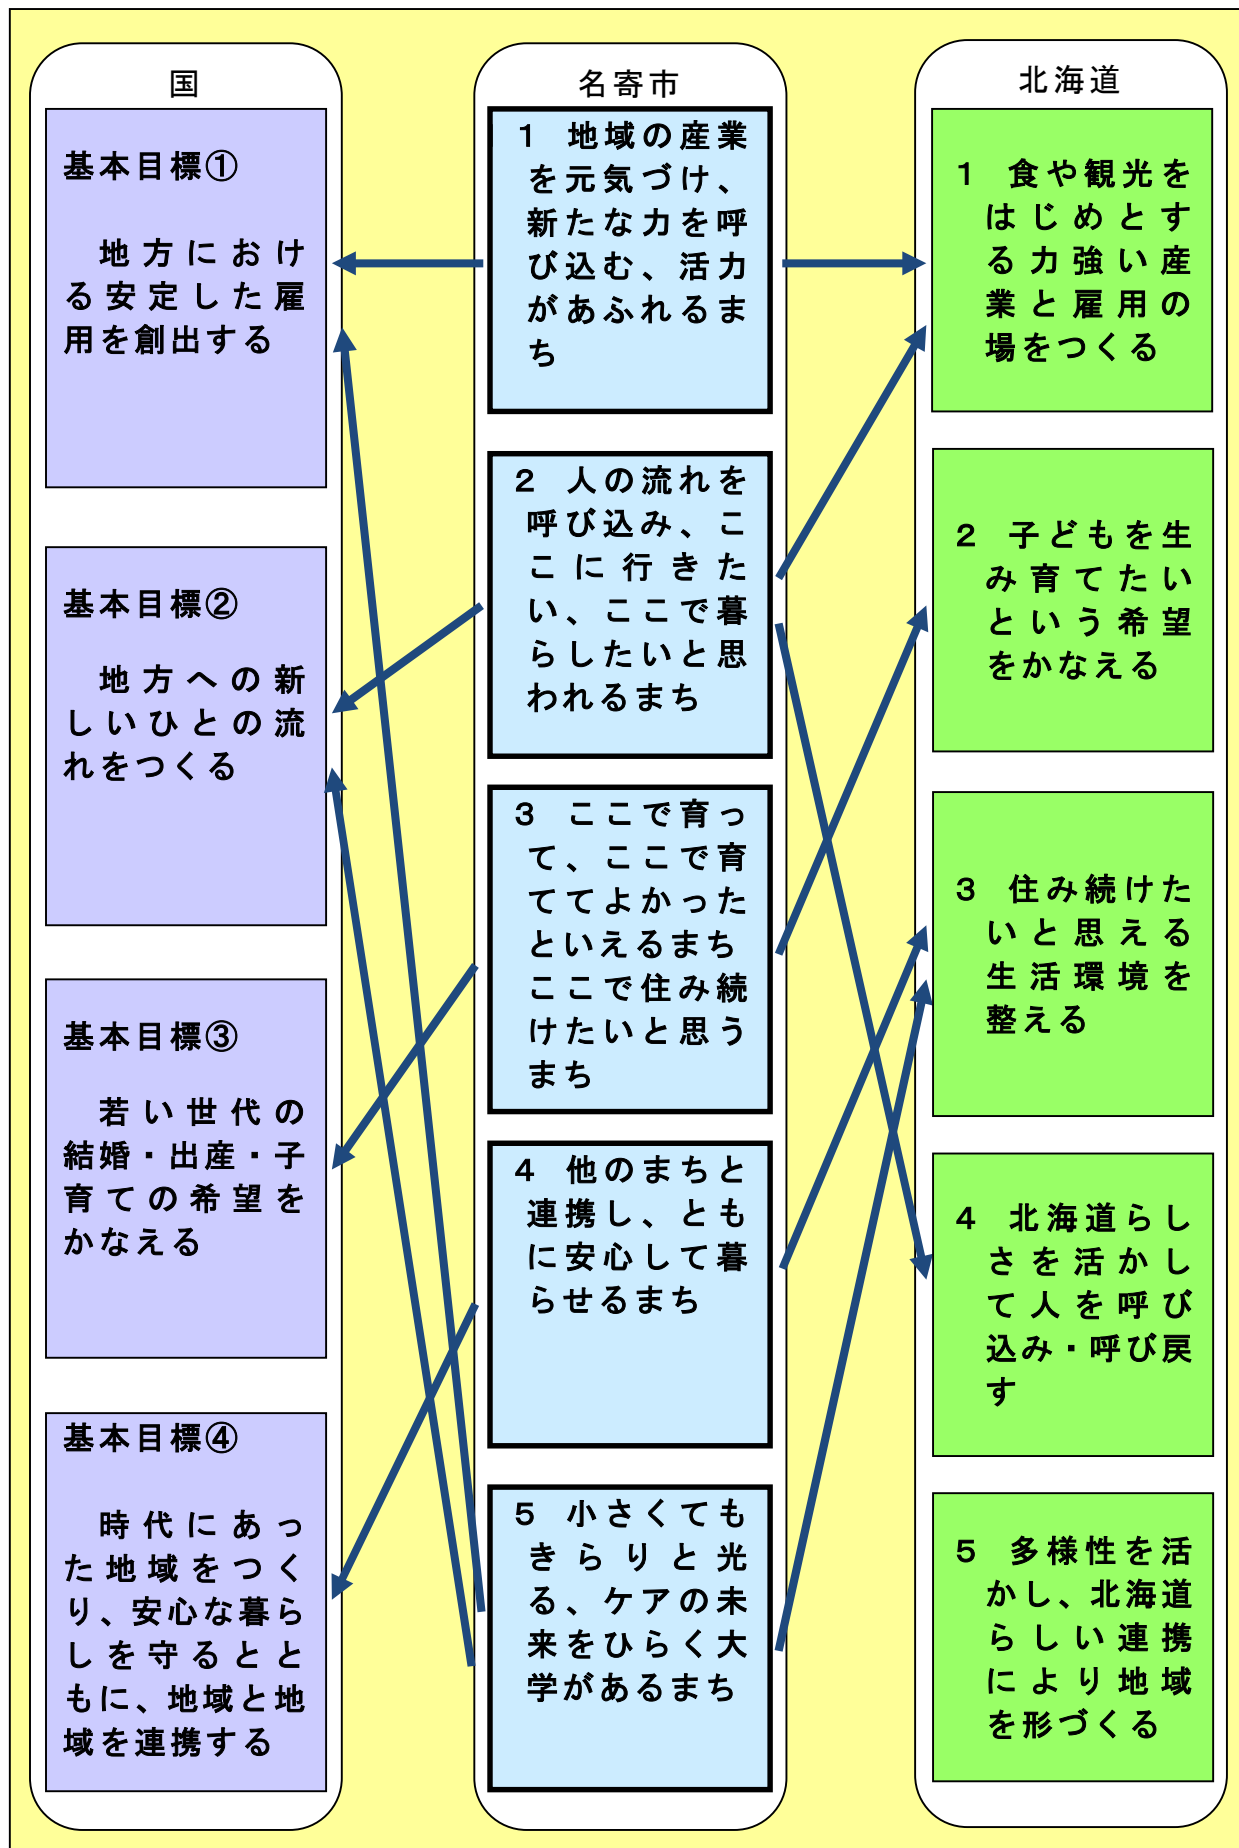 国
基本目標①
地方におけ
る安定した雇
用を創出する
基本目標②
地方への新
しいひとの流
れをつくる
基本目標③
若い世代の
結婚・出産・子
育ての希望を
かなえる
基本目標④
時代にあっ
た地域をつく
り、安心な暮ら
しを守るとと
もに、地域と地
域を連携する
名寄市
1 地域の産業
を元気づけ、
新たな力を呼
び込む、活力
があふれるま
ち
2 人の流れを
呼び込み、こ
こに行きた
い、ここで暮
らしたいと思
われるまち
3 ここで育っ
て、ここで育
ててよかった
といえるまち
ここで住み続
けたいと思う
まち
4 他のまちと
連携し、とも
に安心して暮
らせるまち
5 小さくても
きらりと光
る、ケアの未
来をひらく大
学があるまち
北海道
1 食や観光を
はじめとす
る力強い産
業と雇用の
場をつくる
2 子どもを生
み育てたい
という希望
をかなえる
3 住み続けた
いと思える
生活環境を
整える
4 北海道らし
さを活かし
て人を呼び
込み・呼び戻
す
5 多様性を活
かし、北海道
らしい連携
により地域
を形づくる